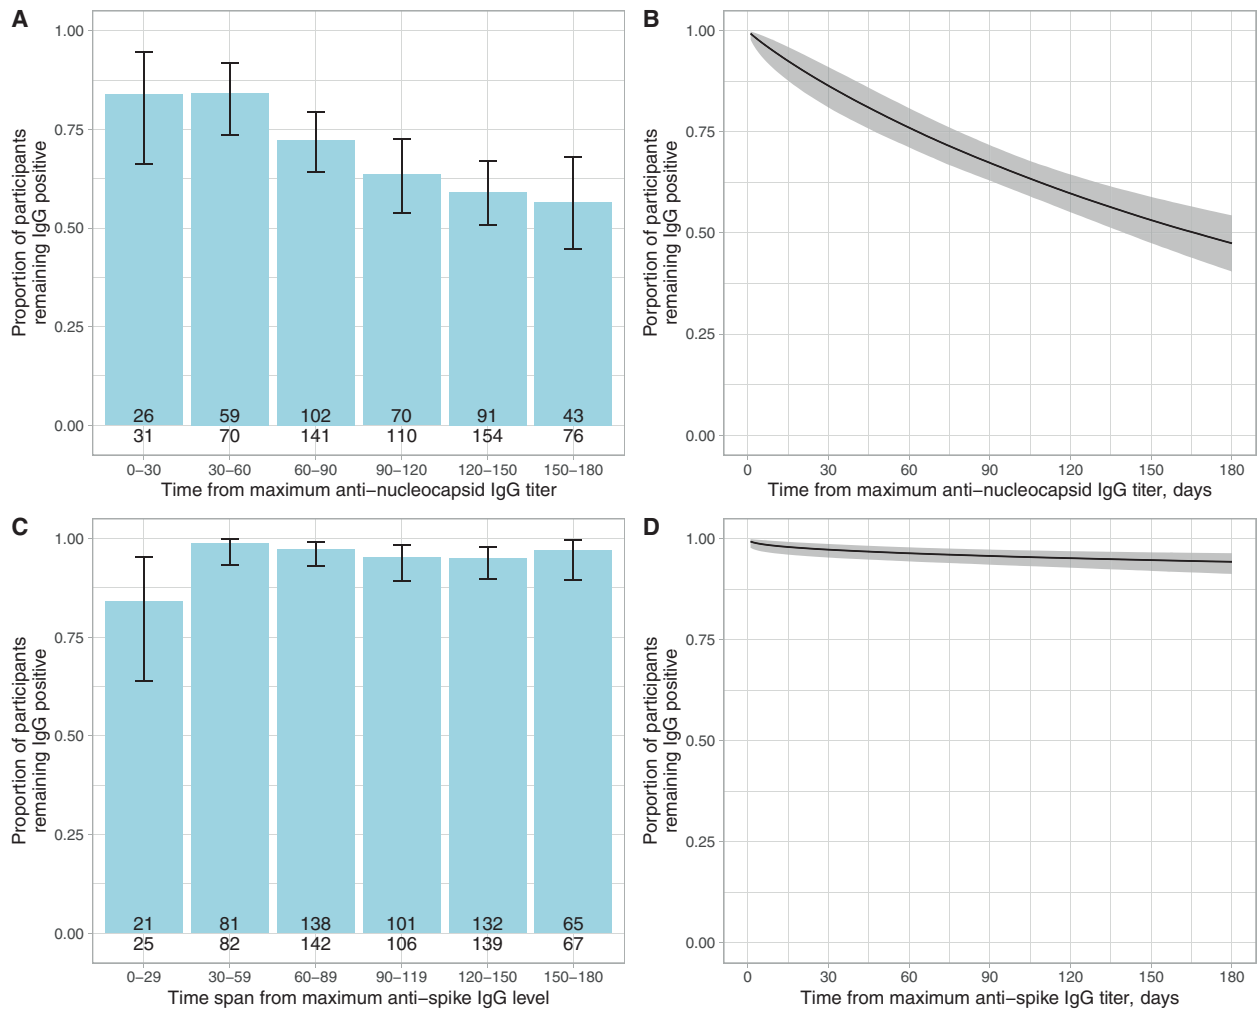 A
Proportion of participants
remaining IgG positive
1.00
0.75
0.50
0.25
0.00
26 59 102 70 91 43
31 70 141 110 154 76
0–30 30–60 60–90 90–120 120–150 150–180
Time from maximum anti–nucleocapsid IgG titer
B
Porportion of participants
remaining IgG positive
1.00
0.75
0.50
0.25
0.00
0 30 60 90 120 150 180
Time from maximum anti–nucleocapsid IgG titer, days
C
Proportion of participants
remaining IgG positive
1.00
0.75
0.50
0.25
0.00
21 81 138 101 132 65
25 82 142 106 139 67
0–29 30–59 60–89 90–119 120–150 150–180
Time span from maximum anti–spike IgG level
D
Porportion of participants
remaining IgG positive
1.00
0.75
0.50
0.25
0.00
0 30 60 90 120 150 180
Time from maximum anti–spike IgG titer, days